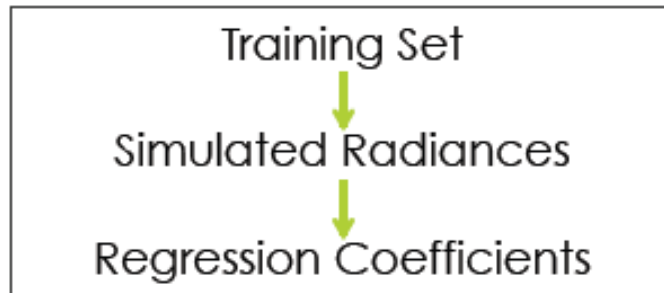 Training Set
Simulated Radiances
Regression Coefficients